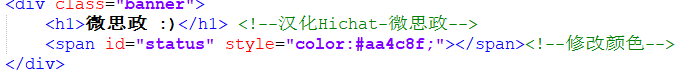 <div class="banner">
<h1>微思政 :)</h1> <!--汉化Hichat-微思政-->
<span id="status" style="color:#aa4c8f;"></span><!--修改颜色-->
</div>